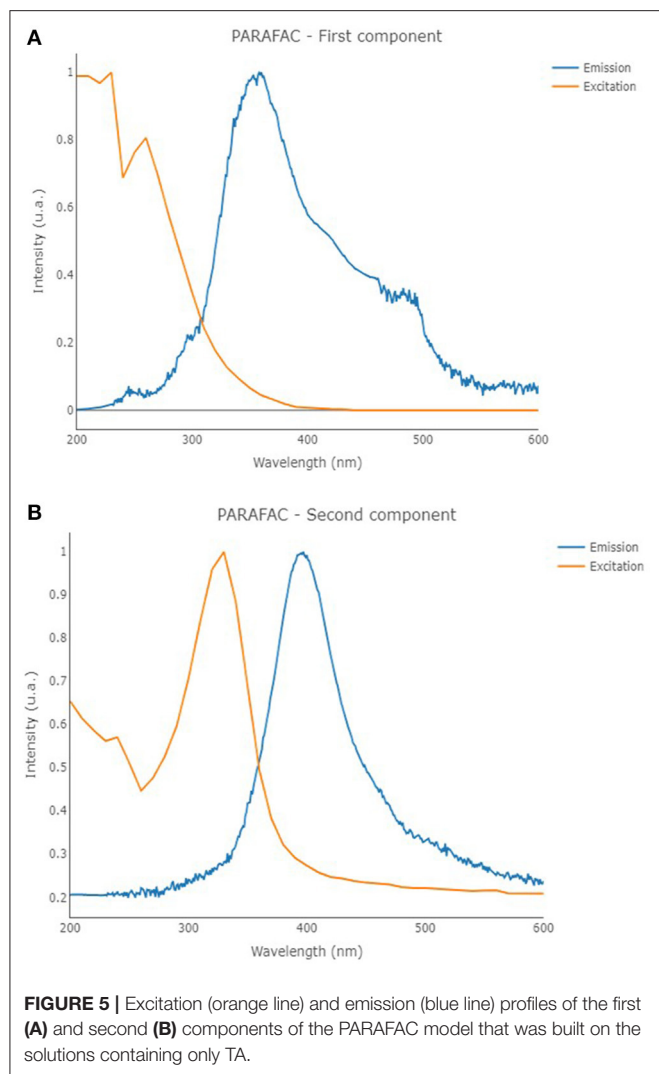 A
PARAFAC - First component
Emission
Excitation
1
0.8
0.6
0.4
0.2
0
Intensity (u.a.)
200 300 400 500 600
Wavelength (nm)
B
PARAFAC - Second component
Emission
Excitation
1
0.9
0.8
0.7
0.6
0.5
0.4
0.3
0.2
Intensity (u.a.)
200 300 400 500 600
Wavelength (nm)
FIGURE 5 | Excitation (orange line) and emission (blue line) profiles of the first
(A) and second (B) components of the PARAFAC model that was built on the
solutions containing only TA.